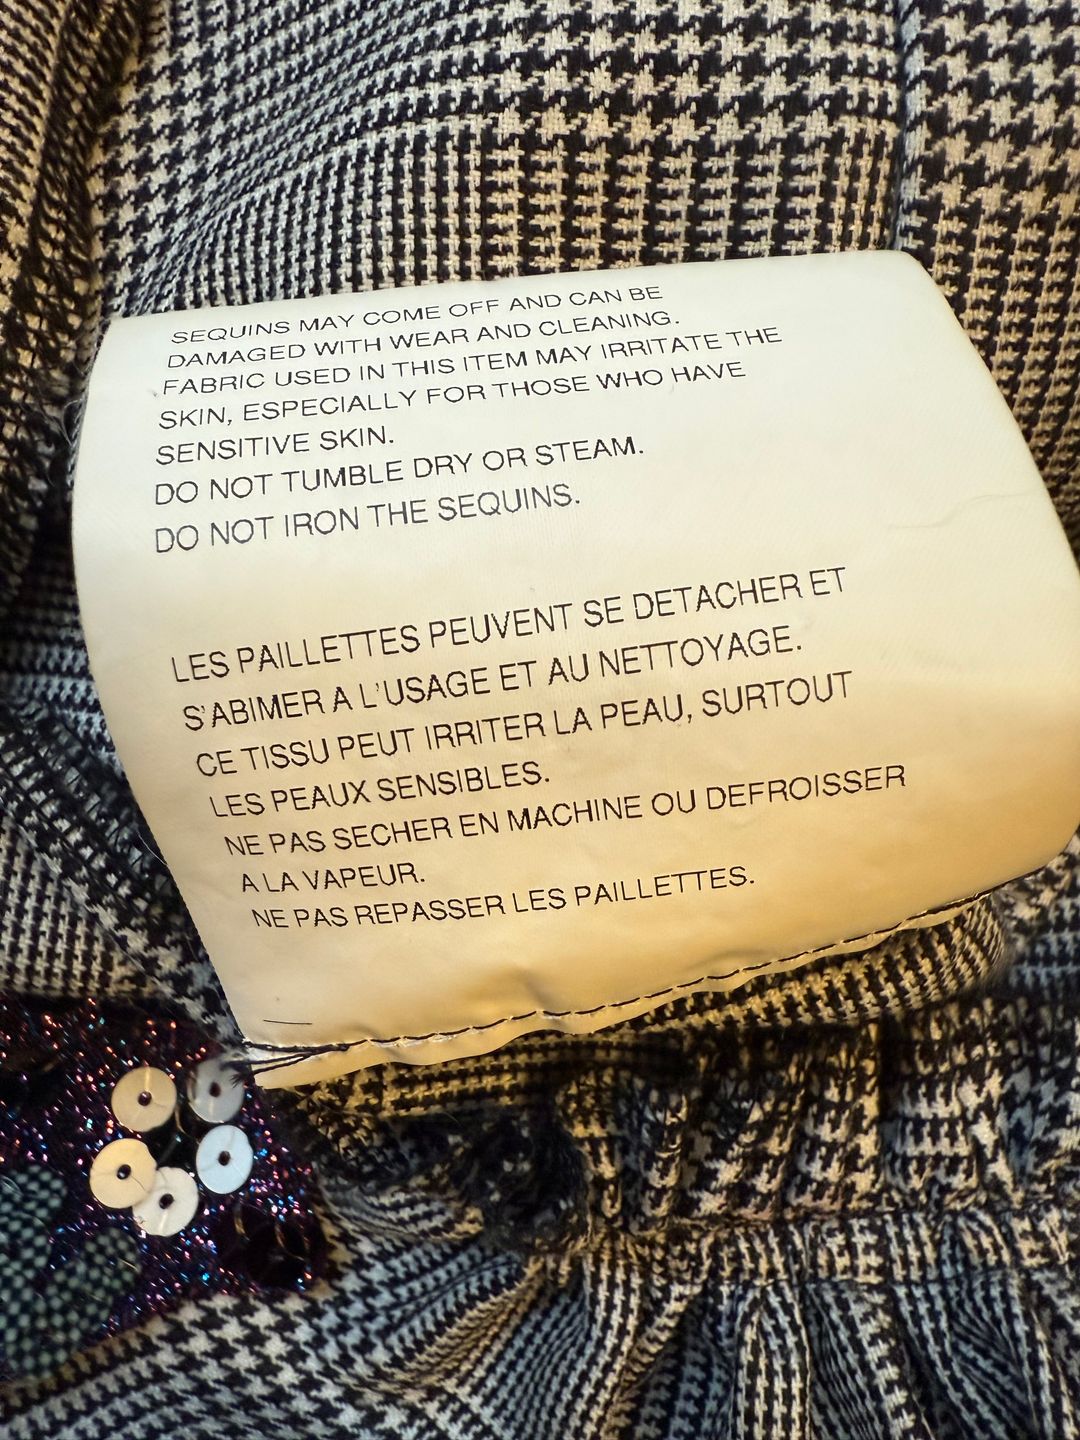 SEQUINS MAY COME OFF AND CAN BE
DAMAGED WITH WEAR AND CLEANING.
FABRIC USED IN THIS ITEM MAY IRRITATE THE
SKIN, ESPECIALLY FOR THOSE WHO HAVE
SENSITIVE SKIN.
DO NOT TUMBLE DRY OR STEAM.
DO NOT IRON THE SEQUINS.
LES PAILLETTES PEUVENT SE DETACHER ET
S'ABIMER A L'USAGE ET AU NETTOYAGE.
CE TISSU PEUT IRRITER LA PEAU, SURTOUT
LES PEAUX SENSIBLES.
NE PAS SECHER EN MACHINE OU DEFROISSER
A LA VAPEUR.
NE PAS REPASSER LES PAILLETTES.